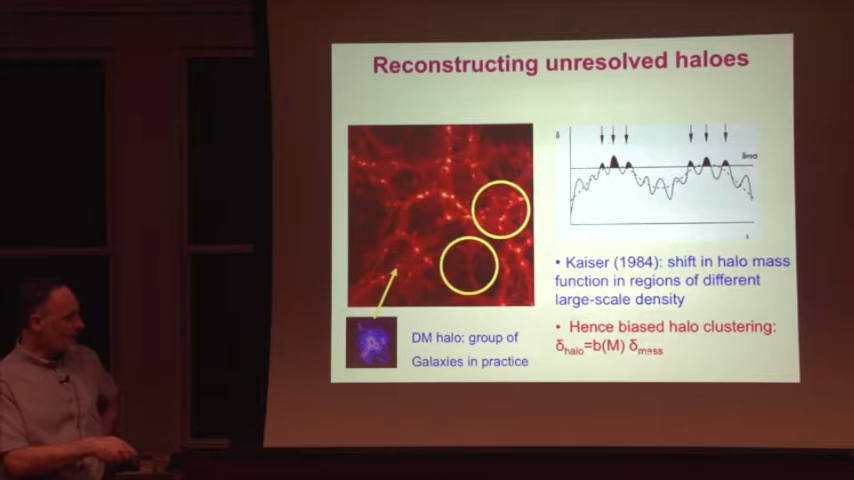 Reconstructing unresolved haloes
δ
x
• Kaiser (1984): shift in halo mass
function in regions of different
large-scale density
DM halo: group of
Galaxies in practice
• Hence biased halo clustering:
δhalo=b(M) δmass